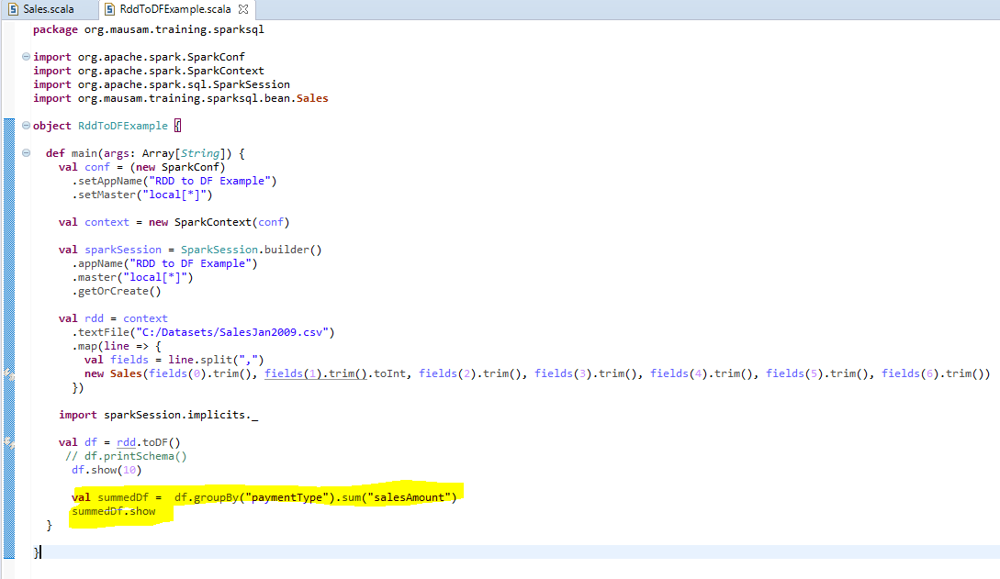 Sales.scala RddToDFExample.scala
package org.mausam.training.sparksql
import org.apache.spark.SparkConf
import org.apache.spark.SparkContext
import org.apache.spark.sql.SparkSession
import org.mausam.training.sparksql.bean.Sales
object RddToDFExample {
def main(args: Array[String]) {
val conf = (new SparkConf)
.setAppName("RDD to DF Example")
.setMaster("local[*]")
val context = new SparkContext(conf)
val sparkSession = SparkSession.builder()
.appName("RDD to DF Example")
.master("local[*]")
.getOrCreate()
val rdd = context
.textFile("C:/Datasets/SalesJan2009.csv")
.map(line => {
val fields = line.split(",")
new Sales(fields(0).trim(), fields(1).trim().toInt, fields(2).trim(), fields(3).trim(), fields(4).trim(), fields(5).trim(), fields(6).trim())
})
import sparkSession.implicits._
val df = rdd.toDF()
// df.printSchema()
df.show(10)
val summedDf = df.groupBy("paymentType").sum("salesAmount")
summedDf.show
}
}